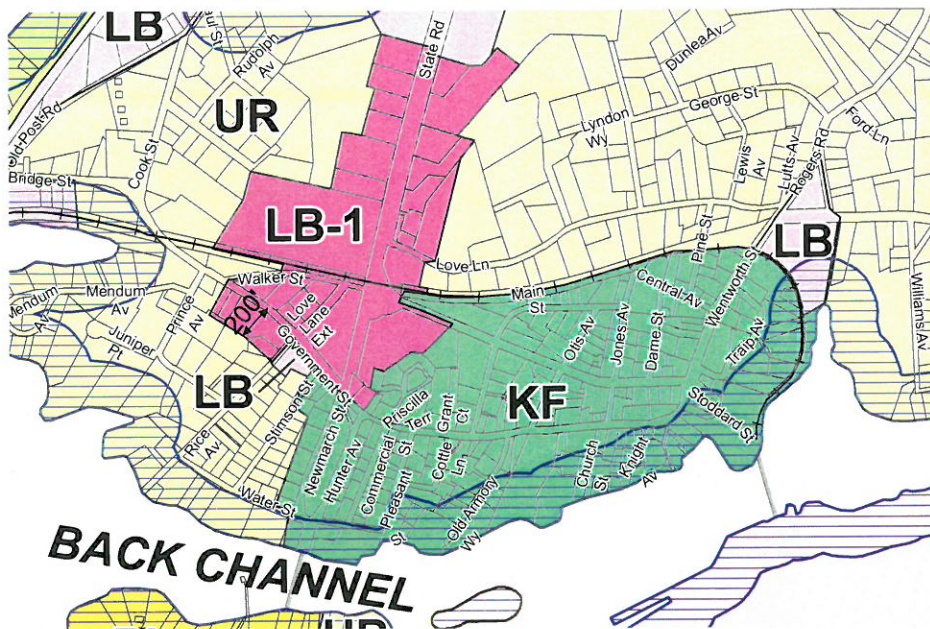 LB
Paul St
Rudolph
Av
State Rd
Dunlea Av
UR
Old Post Rd
Cook St
Lyndon
Wy
George St
Ford Ln
Lewis
Av
Lutts Av
Rogers Rd
Bridge St
LB-1
Love Ln
Pine St
LB
Walker St
Mendum
Av
Mendum
Av
Prince
Av
200'
Love
Lane
Ext
Main
St
Central Av
Wentworth St
Williams Av
Juniper
Pt
Government St
Otis Av
Jones Av
Dame St
Traip Av
LB
Stimson St
KF
Priscilla
Terr
Grant
Ct
Stoddard St
Rice
Av
Newmarch St
Hunter Av
Commercial
St
Pleasant
St
Cottle
Ln
Church
St
Knight
Av
Water St
Old Armory
Wy
BACK CHANNEL
UR